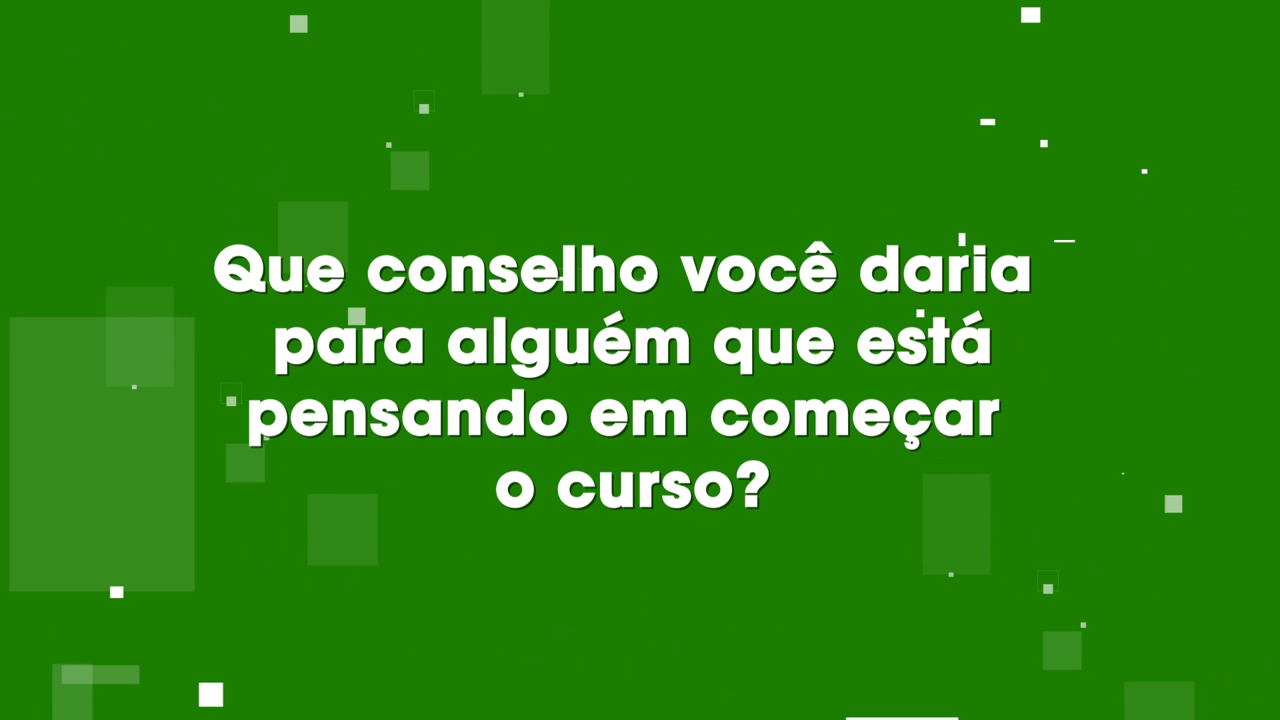 Que conselho você daria
para alguém que está
pensando em começar
o curso?